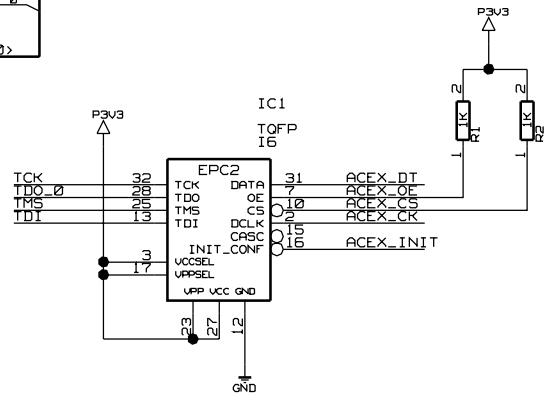 0>
P3V3
2
2
1K
1K
R1
R2
1
1
IC1
TQFP
I6
P3V3
EPC2
TCK 32 TCK DATA 31 ACEX_DT
TDO_0 28 TDO OE 7 ACEX_OE
TMS 25 TMS CS 10 ACEX_CS
TDI 13 TDI DCLK 2 ACEX_CK
CASC 15
INIT_CONF 16 ACEX_INIT
3 VCCSEL
17 VPPSEL
VPP VCC GND
23 27 12
GND